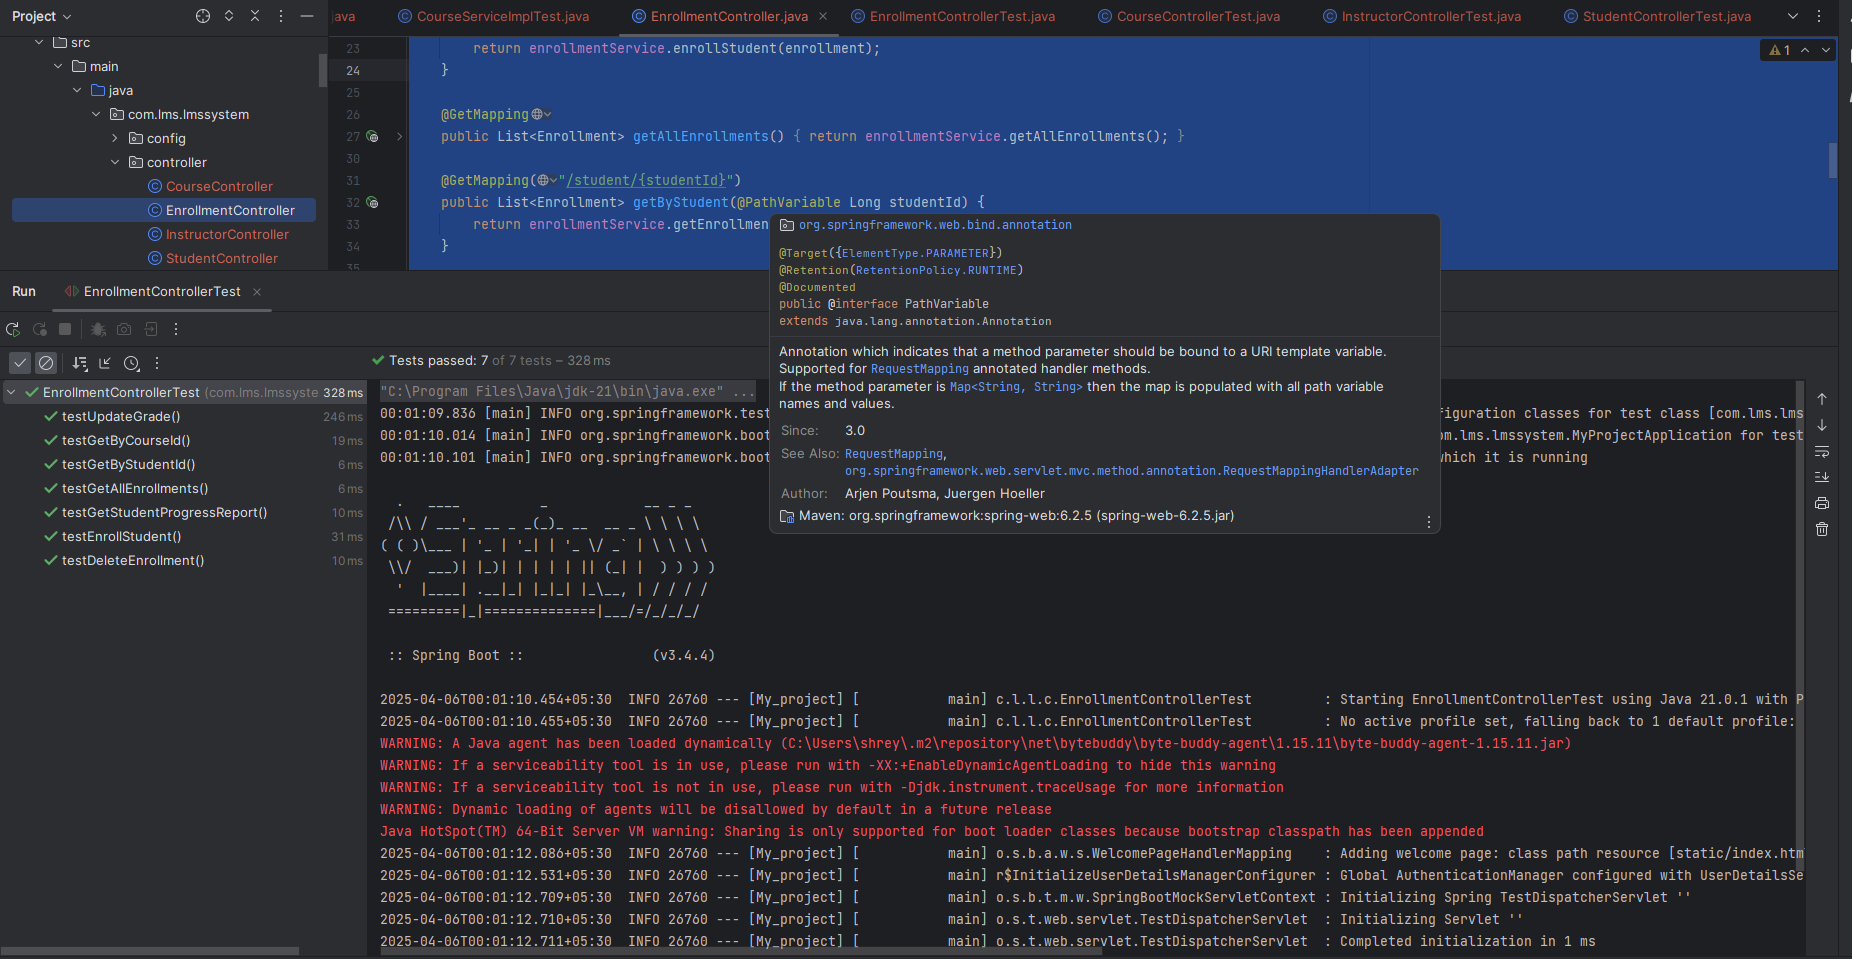 Project
java
CourseServiceImplTest.java
EnrollmentController.java
EnrollmentControllerTest.java
CourseControllerTest.java
InstructorControllerTest.java
StudentControllerTest.java
src
main
java
com.lms.lmssystem
config
controller
CourseController
EnrollmentController
InstructorController
StudentController
23 return enrollmentService.enrollStudent(enrollment);
24 }
25
26 @GetMapping
27 public List<Enrollment> getAllEnrollments() { return enrollmentService.getAllEnrollments(); }
30
31 @GetMapping("/student/{studentId}")
32 public List<Enrollment> getByStudent(@PathVariable Long studentId) {
33 return enrollmentService.getEnrollmen
34 }
35
1
org.springframework.web.bind.annotation
@Target({ElementType.PARAMETER})
@Retention(RetentionPolicy.RUNTIME)
@Documented
public @interface PathVariable
extends java.lang.annotation.Annotation
Annotation which indicates that a method parameter should be bound to a URI template variable.
Supported for RequestMapping annotated handler methods.
If the method parameter is Map<String, String> then the map is populated with all path variable
names and values.
Since: 3.0
See Also: RequestMapping,
org.springframework.web.servlet.mvc.method.annotation.RequestMappingHandlerAdapter
Author: Arjen Poutsma, Juergen Hoeller
Maven: org.springframework:spring-web:6.2.5 (spring-web-6.2.5.jar)
Run EnrollmentControllerTest
Tests passed: 7 of 7 tests – 328 ms
EnrollmentControllerTest (com.lms.lmssyste 328 ms
testUpdateGrade() 246 ms
testGetByCourseId() 19 ms
testGetByStudentId() 6 ms
testGetAllEnrollments() 6 ms
testGetStudentProgressReport() 10 ms
testEnrollStudent() 31 ms
testDeleteEnrollment() 10 ms
"C:\Program Files\Java\jdk-21\bin\java.exe" ...
00:01:09.836 [main] INFO org.springframework.test figuration classes for test class [com.lms.lms
00:01:10.014 [main] INFO org.springframework.boot om.lms.lmssystem.MyProjectApplication for test
00:01:10.101 [main] INFO org.springframework.boot which it is running
  .   ____          _            __ _ _
 /\\ / ___'_ __ _ _(_)_ __  __ _ \ \ \ \
( ( )\___ | '_ | '_| | '_ \/ _` | \ \ \ \
 \\/  ___)| |_)| | | | | || (_| |  ) ) ) )
  '  |____| .__|_| |_|_| |_\__, | / / / /
 =========|_|==============|___/=/_/_/_/
:: Spring Boot :: (v3.4.4)
2025-04-06T00:01:10.454+05:30  INFO 26760 --- [My_project] [           main] c.l.l.c.EnrollmentControllerTest         : Starting EnrollmentControllerTest using Java 21.0.1 with P
2025-04-06T00:01:10.455+05:30  INFO 26760 --- [My_project] [           main] c.l.l.c.EnrollmentControllerTest         : No active profile set, falling back to 1 default profile:
WARNING: A Java agent has been loaded dynamically (C:\Users\shrey\.m2\repository\net\bytebuddy\byte-buddy-agent\1.15.11\byte-buddy-agent-1.15.11.jar)
WARNING: If a serviceability tool is in use, please run with -XX:+EnableDynamicAgentLoading to hide this warning
WARNING: If a serviceability tool is not in use, please run with -Djdk.instrument.traceUsage for more information
WARNING: Dynamic loading of agents will be disallowed by default in a future release
Java HotSpot(TM) 64-Bit Server VM warning: Sharing is only supported for boot loader classes because bootstrap classpath has been appended
2025-04-06T00:01:12.086+05:30  INFO 26760 --- [My_project] [           main] o.s.b.a.w.s.WelcomePageHandlerMapping    : Adding welcome page: class path resource [static/index.htm
2025-04-06T00:01:12.531+05:30  INFO 26760 --- [My_project] [           main] r$InitializeUserDetailsManagerConfigurer : Global AuthenticationManager configured with UserDetailsSe
2025-04-06T00:01:12.709+05:30  INFO 26760 --- [My_project] [           main] o.s.b.t.m.w.SpringBootMockServletContext : Initializing Spring TestDispatcherServlet ''
2025-04-06T00:01:12.710+05:30  INFO 26760 --- [My_project] [           main] o.s.t.web.servlet.TestDispatcherServlet  : Initializing Servlet ''
2025-04-06T00:01:12.711+05:30  INFO 26760 --- [My_project] [           main] o.s.t.web.servlet.TestDispatcherServlet  : Completed initialization in 1 ms